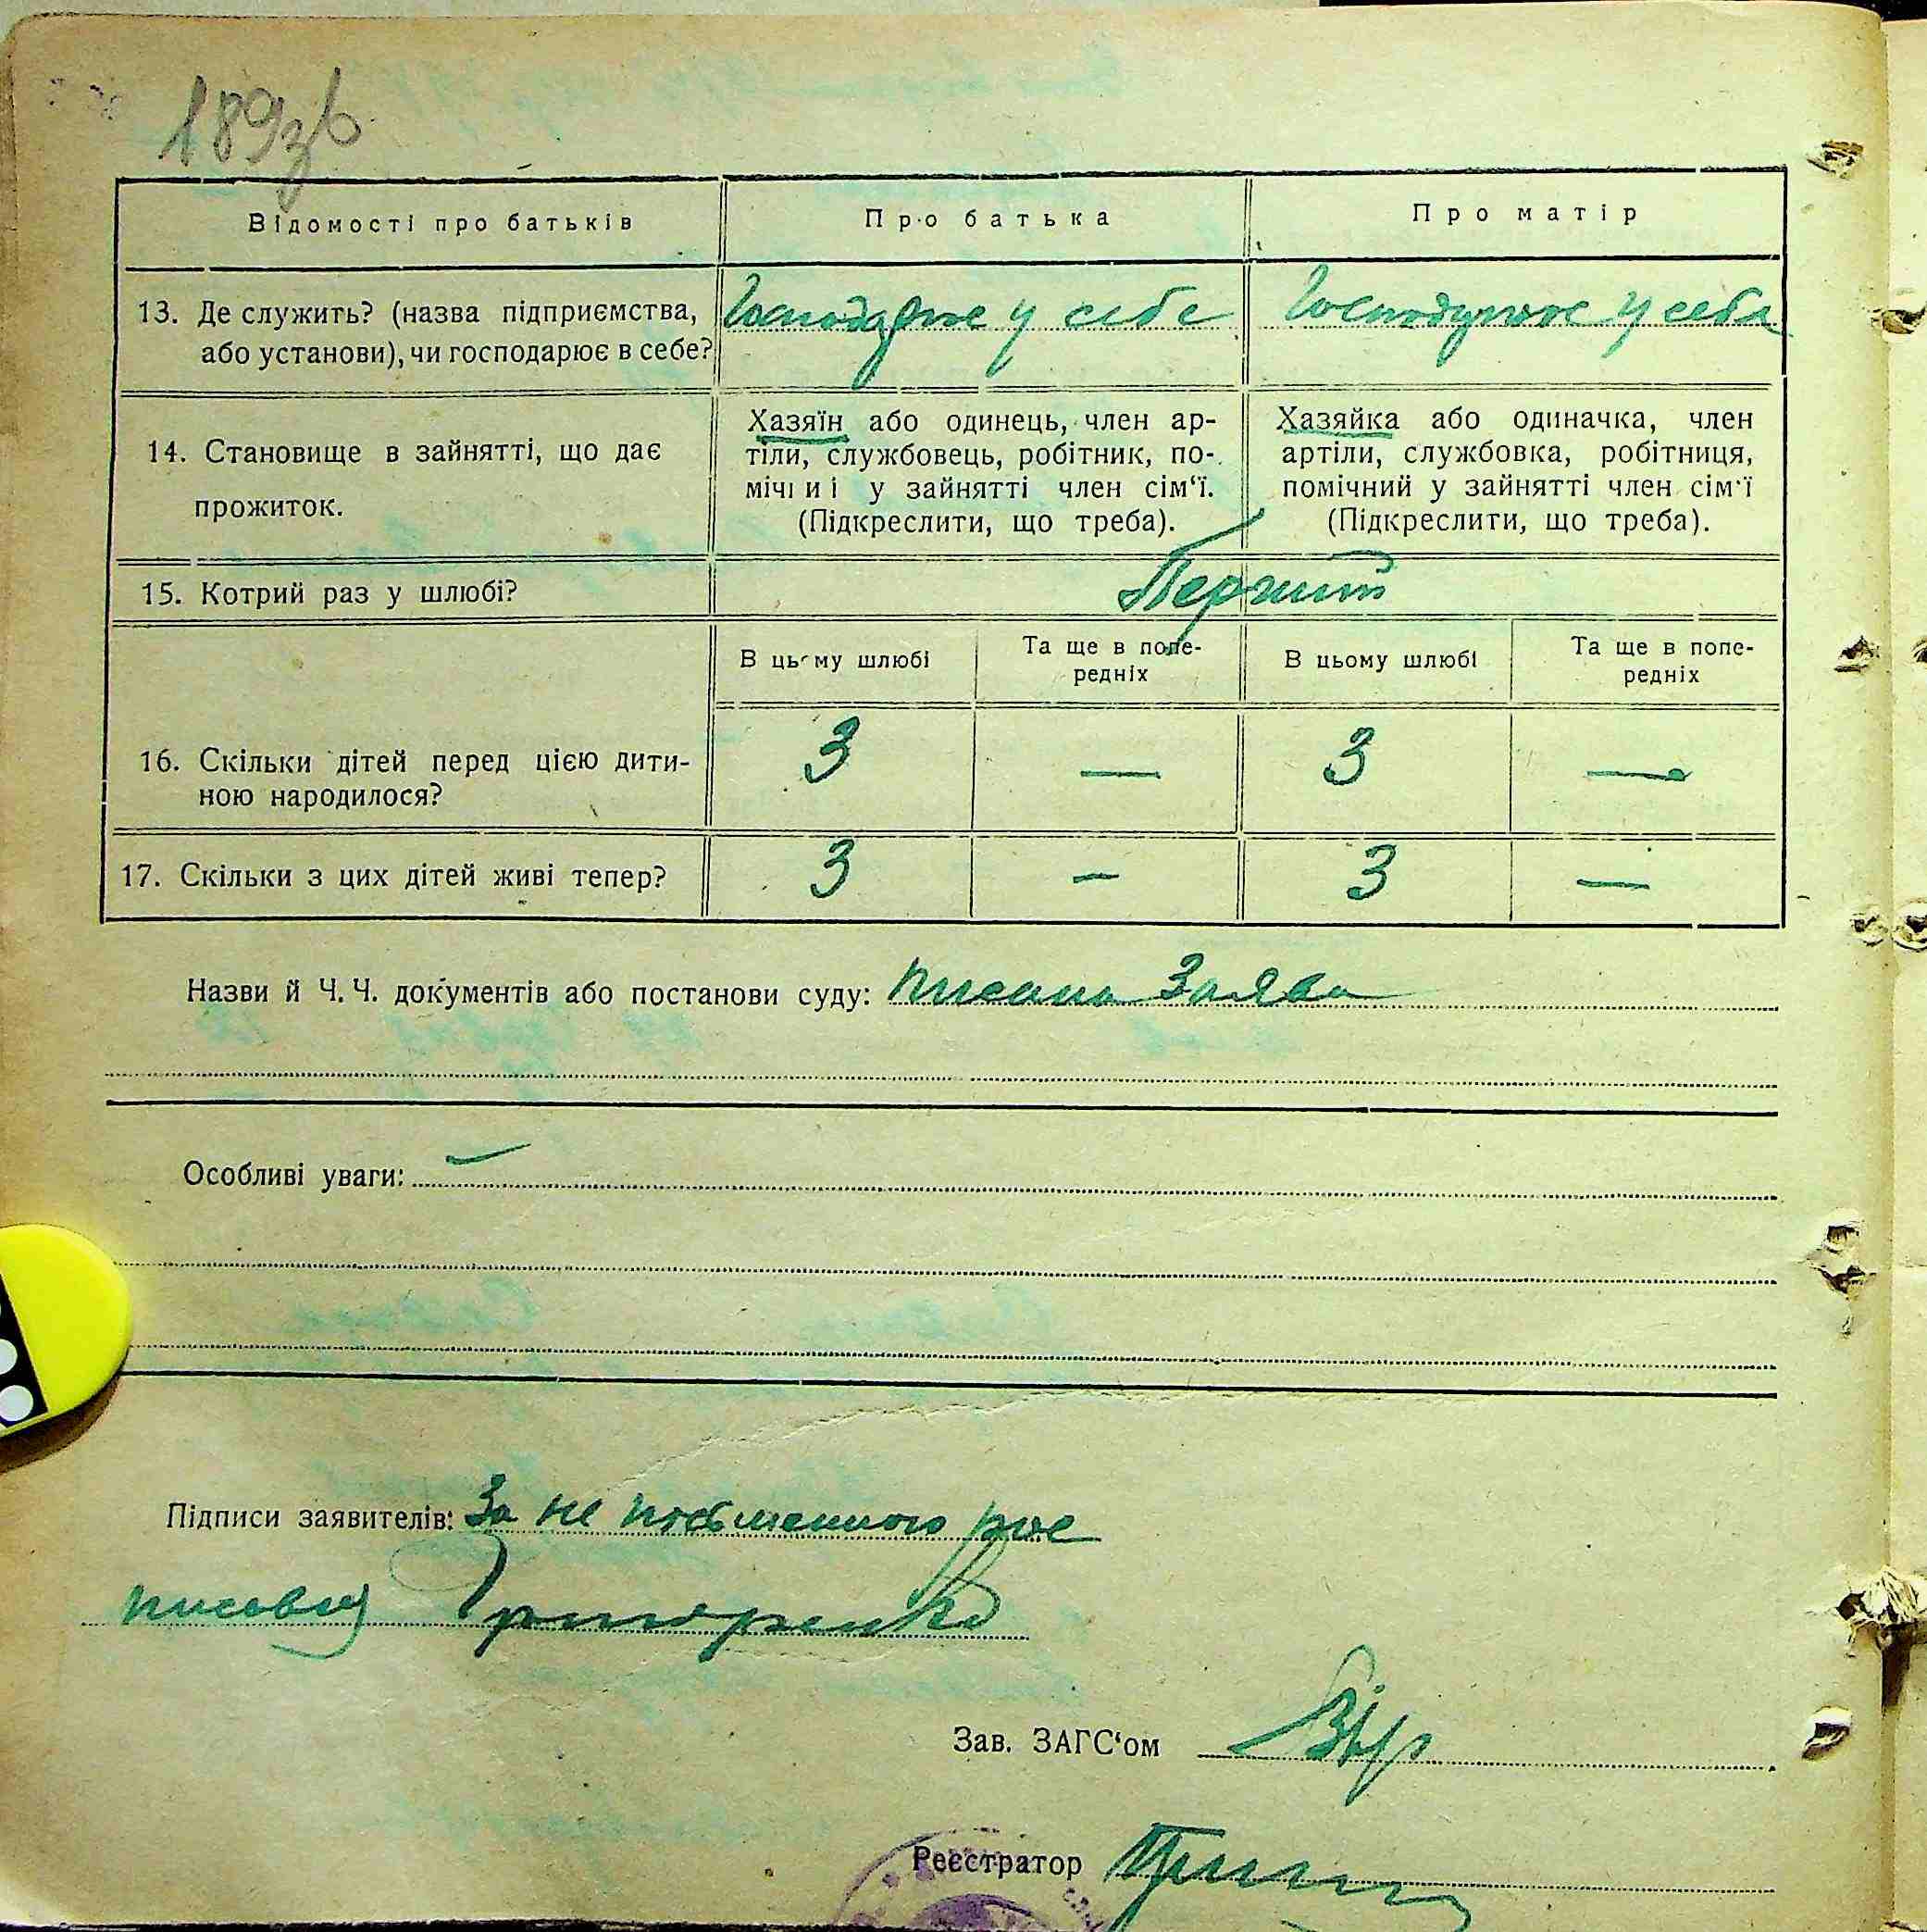 189зв
Відомості про батьків
Про батька
Про матір
13. Де служить? (назва підприємства,
або установи), чи господарює в себе?
Господарює у себе
Господарює у себе
14. Становище в зайнятті, що дає
прожиток.
Хазяїн або одинець, член ар-
тіли, службовець, робітник, по-
мічний у зайнятті член сім'ї.
(Підкреслити, що треба).
Хазяйка або одиначка, член
артіли, службовка, робітниця,
помічний у зайнятті член сім'ї
(Підкреслити, що треба).
15. Котрий раз у шлюбі?
Перший
В цьому шлюбі
Та ще в попе-
редніх
В цьому шлюбі
Та ще в попе-
редніх
16. Скільки дітей перед цією дити-
ною народилося?
3 — 3 —
17. Скільки з цих дітей живі тепер?
3 — 3 —
Назви й Ч. Ч. документів або постанови суду: Писана Заява
Особливі уваги: —
Підписи заявителів: За не письменного рос
писався Григоренко
Зав. ЗАГС'ом
Реєстратор